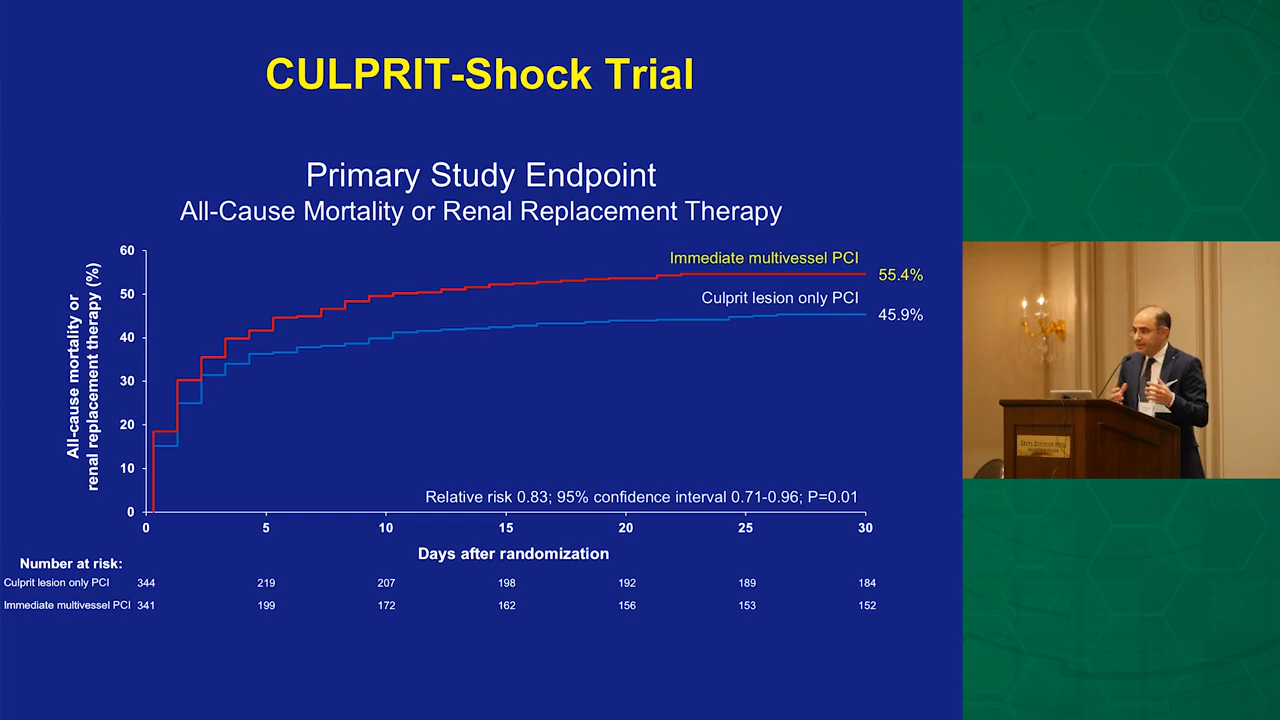 CULPRIT-Shock Trial
Primary Study Endpoint
All-Cause Mortality or Renal Replacement Therapy
All-cause mortality or
renal replacement therapy (%)
60
50
40
30
20
10
0
Immediate multivessel PCI
55.4%
Culprit lesion only PCI
45.9%
Relative risk 0.83; 95% confidence interval 0.71-0.96; P=0.01
0 5 10 15 20 25 30
Days after randomization
Number at risk:
Culprit lesion only PCI 344 219 207 198 192 189 184
Immediate multivessel PCI 341 199 172 162 156 153 152